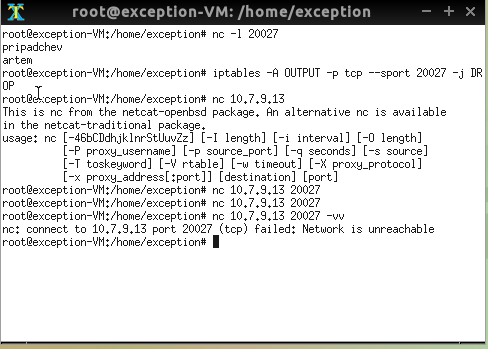 root@exception-VM: /home/exception
root@exception-VM:/home/exception# nc -l 20027
pripadchev
artem
root@exception-VM:/home/exception# iptables -A OUTPUT -p tcp --sport 20027 -j DR
OP
root@exception-VM:/home/exception# nc 10.7.9.13
This is nc from the netcat-openbsd package. An alternative nc is available
in the netcat-traditional package.
usage: nc [-46bCDdhjklnrStUuvZz] [-I length] [-i interval] [-O length]
[-P proxy_username] [-p source_port] [-q seconds] [-s source]
[-T toskeyword] [-V rtable] [-w timeout] [-X proxy_protocol]
[-x proxy_address[:port]] [destination] [port]
root@exception-VM:/home/exception# nc 10.7.9.13 20027
root@exception-VM:/home/exception# nc 10.7.9.13 20027
root@exception-VM:/home/exception# nc 10.7.9.13 20027 -vv
nc: connect to 10.7.9.13 port 20027 (tcp) failed: Network is unreachable
root@exception-VM:/home/exception#